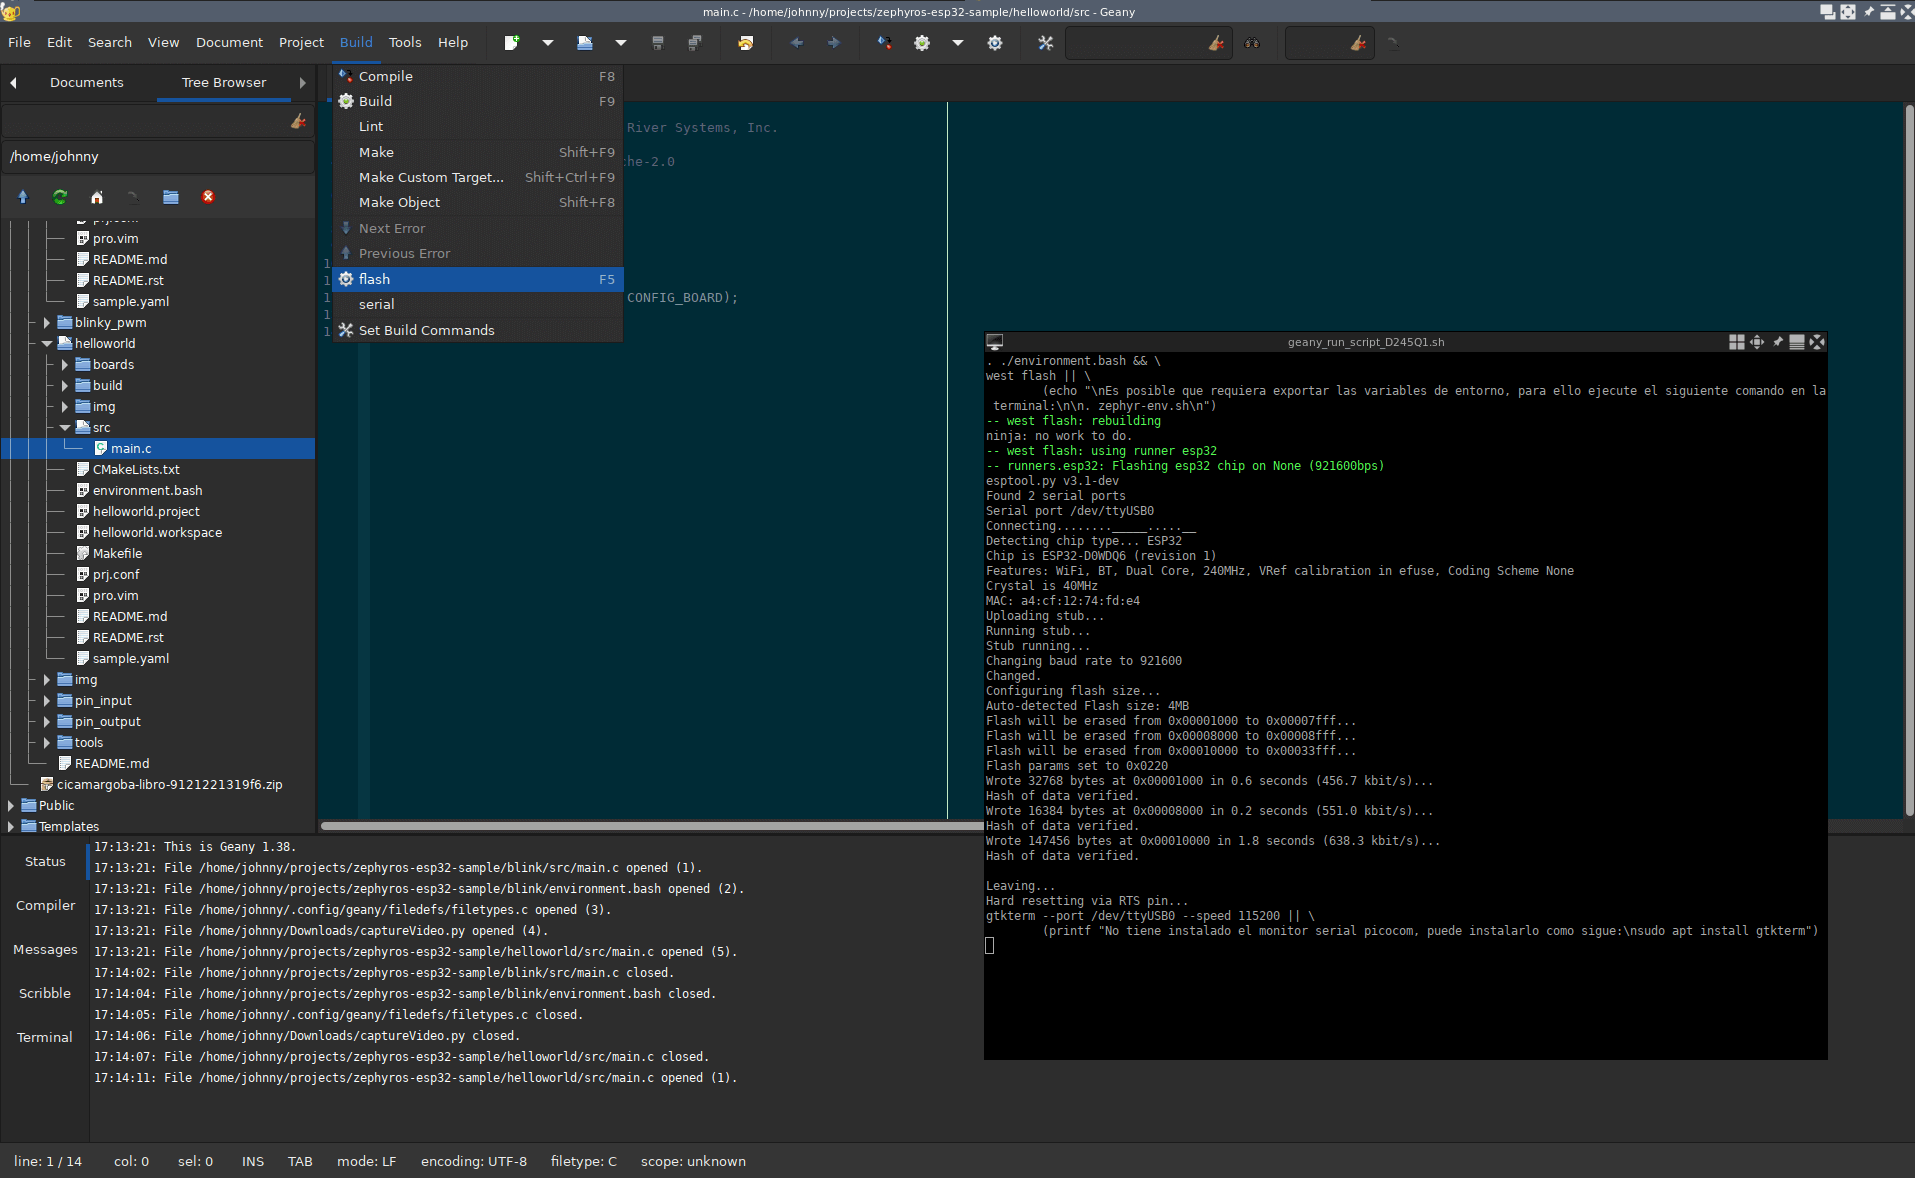 main.c - /home/johnny/projects/zephyros-esp32-sample/helloworld/src - Geany
File Edit Search View Document Project Build Tools Help
Documents Tree Browser
/home/johnny
pro.vim
README.md
README.rst
sample.yaml
blinky_pwm
helloworld
boards
build
img
src
main.c
CMakeLists.txt
environment.bash
helloworld.project
helloworld.workspace
Makefile
prj.conf
pro.vim
README.md
README.rst
sample.yaml
img
pin_input
pin_output
tools
README.md
cicamargoba-libro-9121221319f6.zip
Public
Templates
Compile F8
Build F9
Lint
Make Shift+F9
Make Custom Target... Shift+Ctrl+F9
Make Object Shift+F8
Next Error
Previous Error
flash F5
serial
Set Build Commands
River Systems, Inc.
che-2.0
CONFIG_BOARD);
1
1
1
1
1
geany_run_script_D245Q1.sh
. ./environment.bash && \
west flash || \
(echo "\nEs posible que requiera exportar las variables de entorno, para ello ejecute el siguiente comando en la
terminal:\n\n. zephyr-env.sh\n")
-- west flash: rebuilding
ninja: no work to do.
-- west flash: using runner esp32
-- runners.esp32: Flashing esp32 chip on None (921600bps)
esptool.py v3.1-dev
Found 2 serial ports
Serial port /dev/ttyUSB0
Connecting........_____.....__
Detecting chip type... ESP32
Chip is ESP32-D0WDQ6 (revision 1)
Features: WiFi, BT, Dual Core, 240MHz, VRef calibration in efuse, Coding Scheme None
Crystal is 40MHz
MAC: a4:cf:12:74:fd:e4
Uploading stub...
Running stub...
Stub running...
Changing baud rate to 921600
Changed.
Configuring flash size...
Auto-detected Flash size: 4MB
Flash will be erased from 0x00001000 to 0x00007fff...
Flash will be erased from 0x00008000 to 0x00008fff...
Flash will be erased from 0x00010000 to 0x00033fff...
Flash params set to 0x0220
Wrote 32768 bytes at 0x00001000 in 0.6 seconds (456.7 kbit/s)...
Hash of data verified.
Wrote 16384 bytes at 0x00008000 in 0.2 seconds (551.0 kbit/s)...
Hash of data verified.
Wrote 147456 bytes at 0x00010000 in 1.8 seconds (638.3 kbit/s)...
Hash of data verified.
Leaving...
Hard resetting via RTS pin...
gtkterm --port /dev/ttyUSB0 --speed 115200 || \
(printf "No tiene instalado el monitor serial picocom, puede instalarlo como sigue:\nsudo apt install gtkterm")
Status
Compiler
Messages
Scribble
Terminal
17:13:21: This is Geany 1.38.
17:13:21: File /home/johnny/projects/zephyros-esp32-sample/blink/src/main.c opened (1).
17:13:21: File /home/johnny/projects/zephyros-esp32-sample/blink/environment.bash opened (2).
17:13:21: File /home/johnny/.config/geany/filedefs/filetypes.c opened (3).
17:13:21: File /home/johnny/Downloads/captureVideo.py opened (4).
17:13:21: File /home/johnny/projects/zephyros-esp32-sample/helloworld/src/main.c opened (5).
17:14:02: File /home/johnny/projects/zephyros-esp32-sample/blink/src/main.c closed.
17:14:04: File /home/johnny/projects/zephyros-esp32-sample/blink/environment.bash closed.
17:14:05: File /home/johnny/.config/geany/filedefs/filetypes.c closed.
17:14:06: File /home/johnny/Downloads/captureVideo.py closed.
17:14:07: File /home/johnny/projects/zephyros-esp32-sample/helloworld/src/main.c closed.
17:14:11: File /home/johnny/projects/zephyros-esp32-sample/helloworld/src/main.c opened (1).
line: 1 / 14 col: 0 sel: 0 INS TAB mode: LF encoding: UTF-8 filetype: C scope: unknown